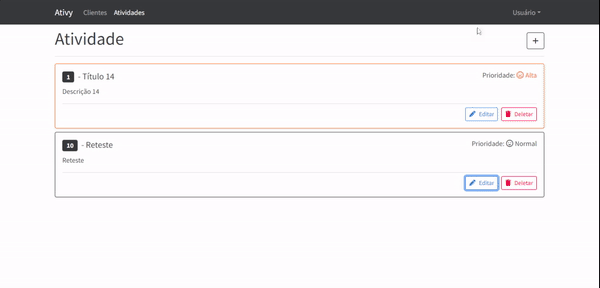 Ativy Clientes Atividades Usuário
Atividade +
1 - Título 14 Prioridade: Alta
Descrição 14
Editar Deletar
10 - Reteste Prioridade: Normal
Reteste
Editar Deletar